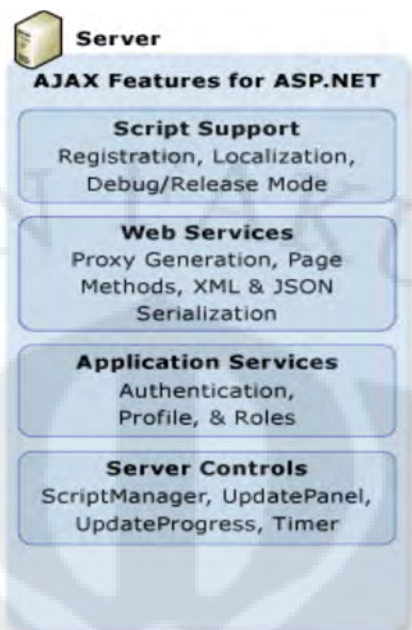 Server
AJAX Features for ASP.NET
Script Support
Registration, Localization,
Debug/Release Mode
Web Services
Proxy Generation, Page
Methods, XML & JSON
Serialization
Application Services
Authentication,
Profile, & Roles
Server Controls
ScriptManager, UpdatePanel,
UpdateProgress, Timer